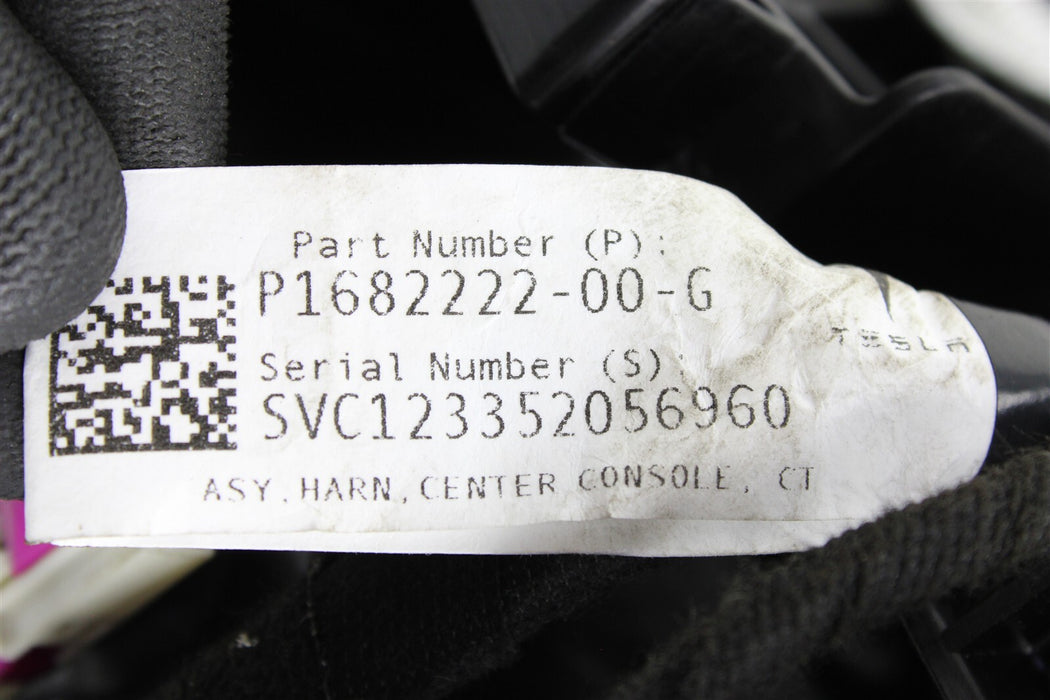 Part Number (P):
P1682222-00-G
TESLA
Serial Number (S):
SVC123352056960
ASY, HARN, CENTER CONSOLE, CT